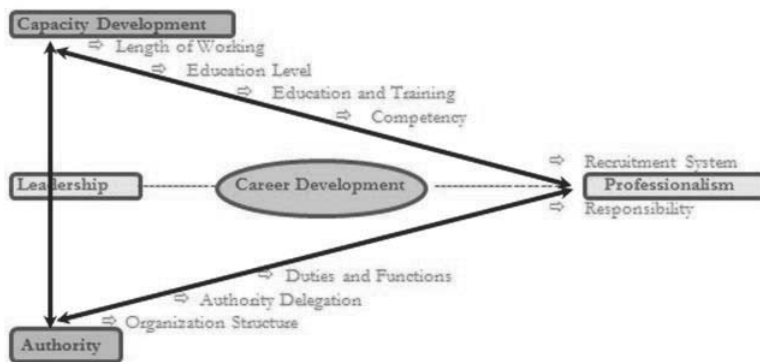 Capacity Development
Length of Working
Education Level
Education and Training
Competency
Recruitment System
Leadership
Career Development
Professionalism
Responsibility
Duties and Functions
Authority Delegation
Organization Structure
Authority